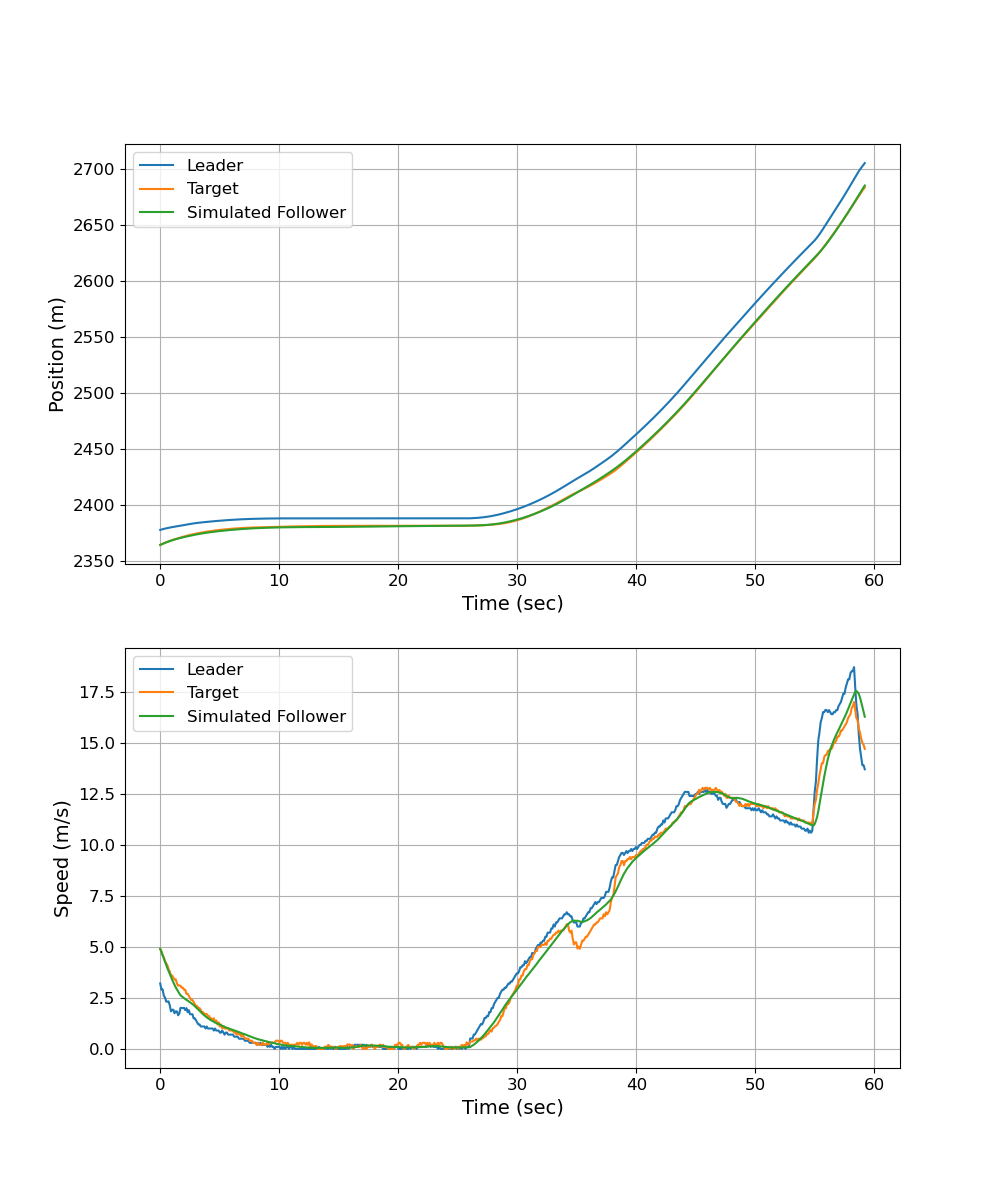 Leader
Target
Simulated Follower
2700
2650
2600
2550
2500
2450
2400
2350
Position (m)
0 10 20 30 40 50 60
Time (sec)
Leader
Target
Simulated Follower
17.5
15.0
12.5
10.0
7.5
5.0
2.5
0.0
Speed (m/s)
0 10 20 30 40 50 60
Time (sec)